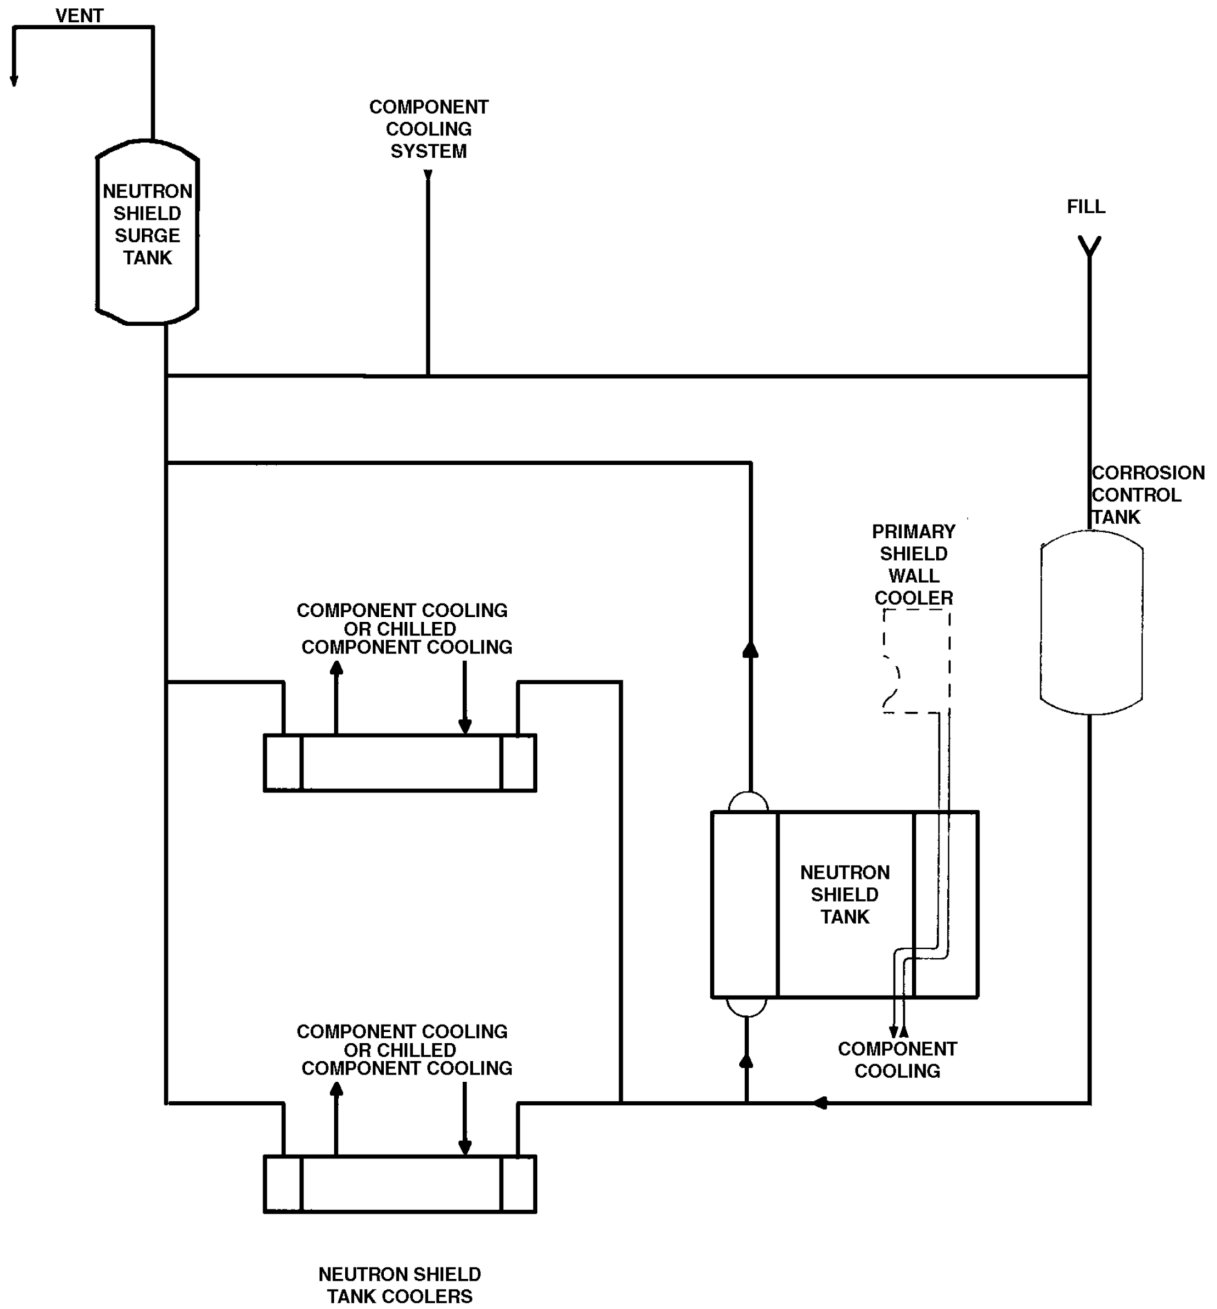 VENT
COMPONENT
COOLING
SYSTEM
NEUTRON
SHIELD
SURGE
TANK
FILL
CORROSION
CONTROL
TANK
PRIMARY
SHIELD
WALL
COOLER
COMPONENT COOLING
OR CHILLED
COMPONENT COOLING
NEUTRON
SHIELD
TANK
COMPONENT COOLING
OR CHILLED
COMPONENT COOLING
COMPONENT
COOLING
NEUTRON SHIELD
TANK COOLERS